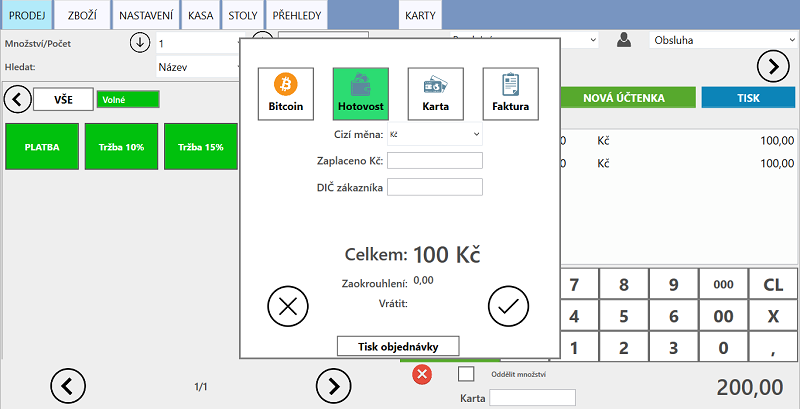 PRODEJ ZBOŽÍ NASTAVENÍ KASA STOLY PŘEHLEDY KARTY
Množství/Počet 1 Obsluha
Hledat: Název
VŠE Volné NOVÁ ÚČTENKA TISK
PLATBA Tržba 10% Tržba 15%
Bitcoin Hotovost Karta Faktura
Cizí měna: Kč
Zaplaceno Kč:
DIČ zákazníka
Celkem: 100 Kč
Zaokrouhlení: 0,00
Vrátit:
Tisk objednávky
0 Kč 100,00
0 Kč 100,00
7 8 9 000 CL
4 5 6 00 X
1 2 3 0 ,
1/1
Oddělit množství
Karta
200,00